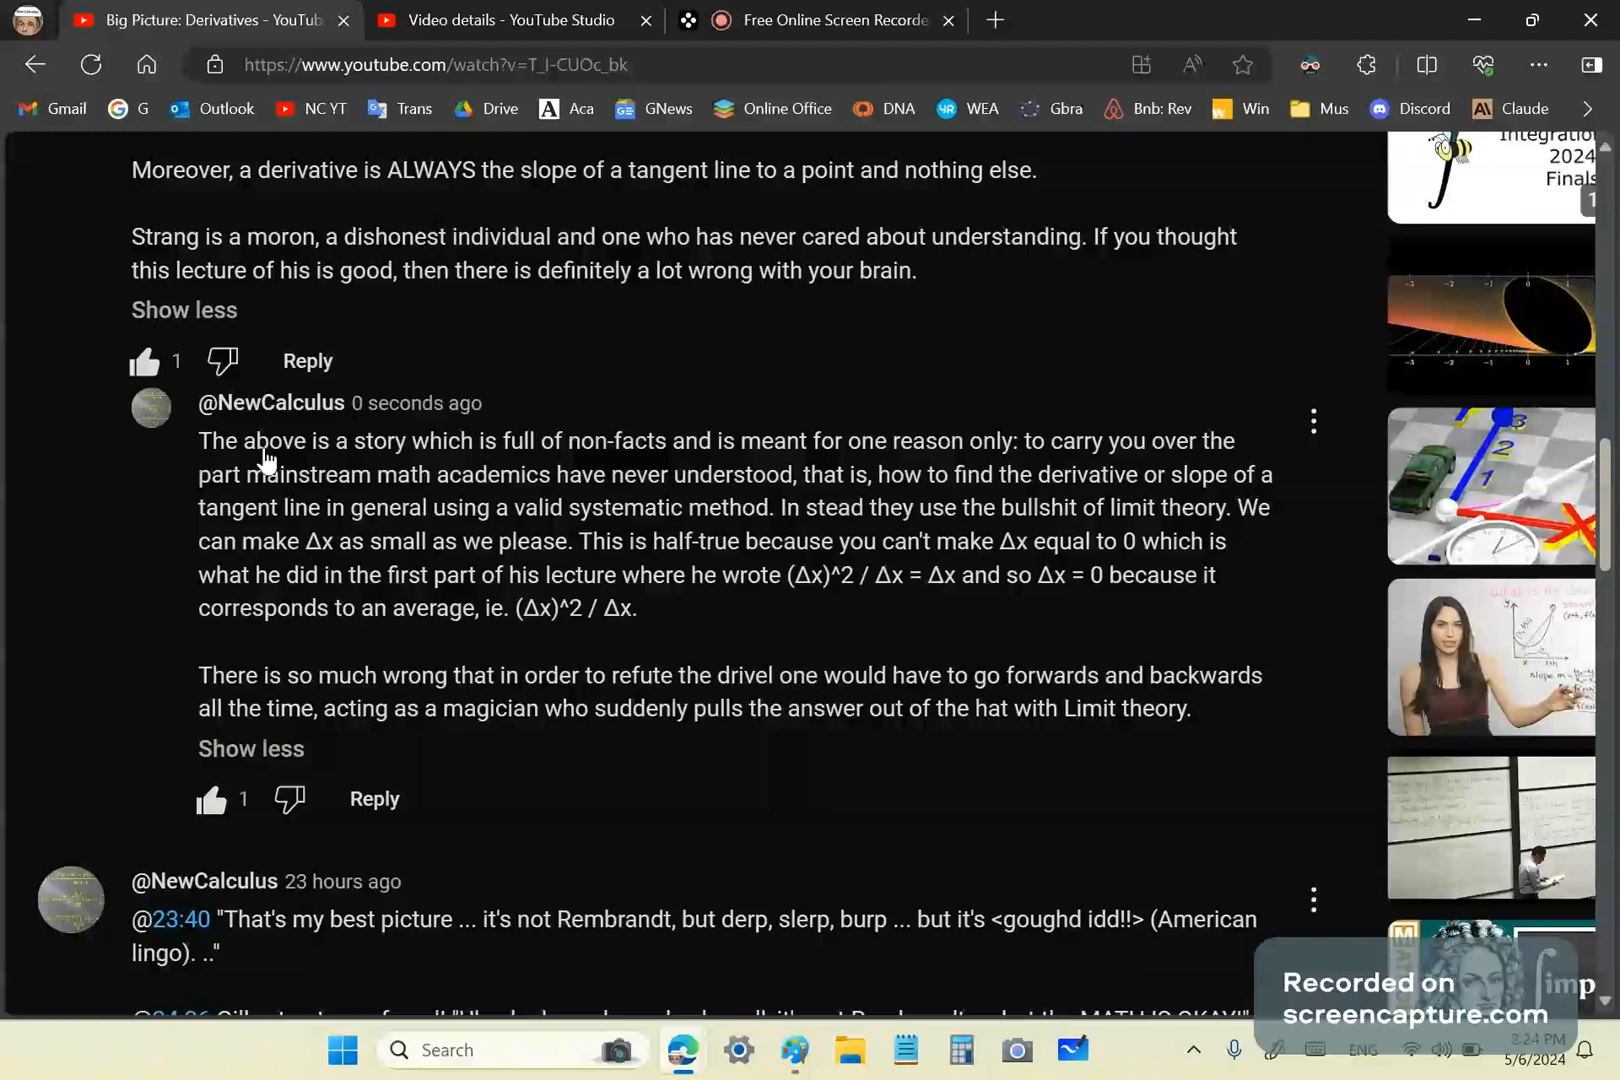 Big Picture: Derivatives - YouTub
Video details - YouTube Studio
Free Online Screen Recorde
https://www.youtube.com/watch?v=T_I-CUOc_bk
Gmail
G
Outlook
NC YT
Trans
Drive
Aca
GNews
Online Office
DNA
WEA
Gbra
Bnb: Rev
Win
Mus
Discord
Claude
Moreover, a derivative is ALWAYS the slope of a tangent line to a point and nothing else.
Strang is a moron, a dishonest individual and one who has never cared about understanding. If you thought
this lecture of his is good, then there is definitely a lot wrong with your brain.
Show less
1
Reply
@NewCalculus 0 seconds ago
The above is a story which is full of non-facts and is meant for one reason only: to carry you over the
part mainstream math academics have never understood, that is, how to find the derivative or slope of a
tangent line in general using a valid systematic method. In stead they use the bullshit of limit theory. We
can make Δx as small as we please. This is half-true because you can't make Δx equal to 0 which is
what he did in the first part of his lecture where he wrote (Δx)^2 / Δx = Δx and so Δx = 0 because it
corresponds to an average, ie. (Δx)^2 / Δx.
There is so much wrong that in order to refute the drivel one would have to go forwards and backwards
all the time, acting as a magician who suddenly pulls the answer out of the hat with Limit theory.
Show less
1
Reply
@NewCalculus 23 hours ago
@23:40 "That's my best picture ... it's not Rembrandt, but derp, slerp, burp ... but it's <goughd idd!!> (American
lingo). .."
Integration
2024
Finals
3
2
1
Recorded on
screencapture.com
Search
ENG
8:24 PM
5/6/2024